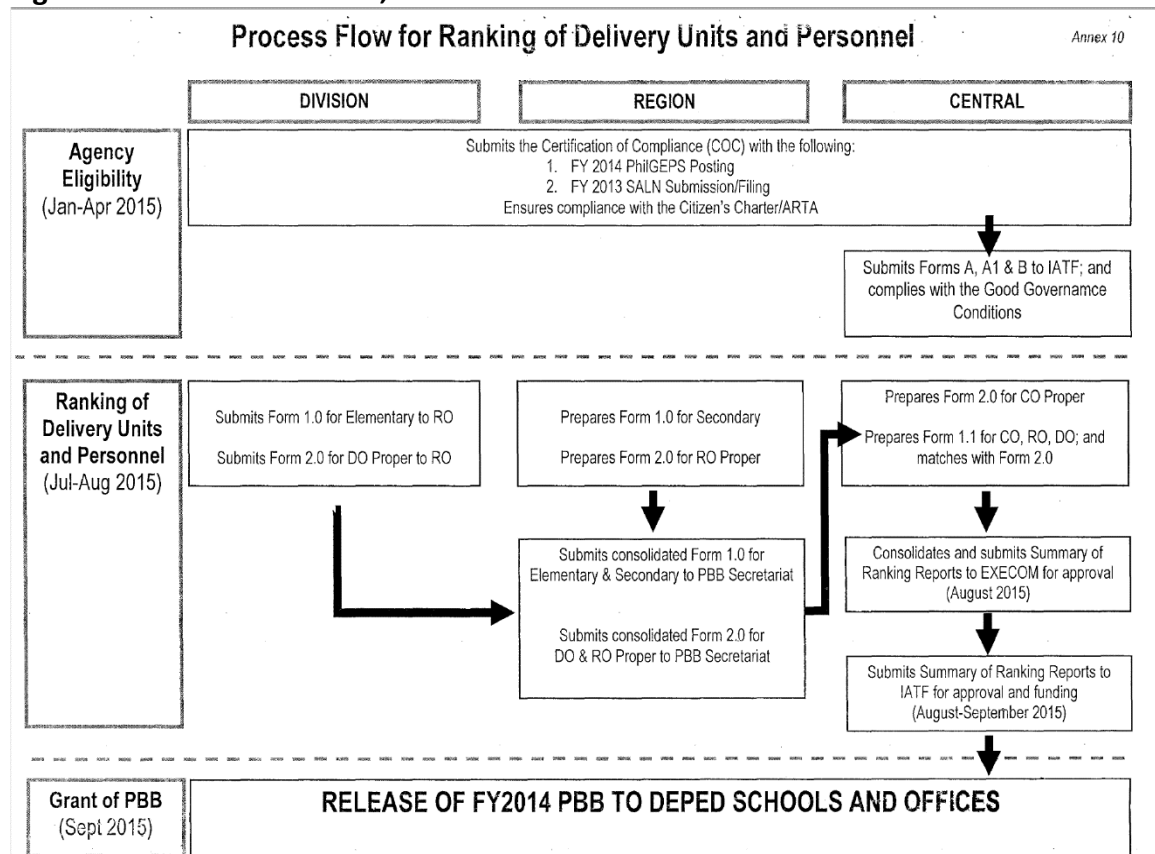 Process Flow for Ranking of Delivery Units and Personnel
Annex 10
DIVISION
REGION
CENTRAL
Agency
Eligibility
(Jan-Apr 2015)
Submits the Certification of Compliance (COC) with the following:
1. FY 2014 PhilGEPS Posting
2. FY 2013 SALN Submission/Filing
Ensures compliance with the Citizen's Charter/ARTA
Submits Forms A, A1 & B to IATF; and
complies with the Good Governamce
Conditions
Ranking of
Delivery Units
and Personnel
(Jul-Aug 2015)
Submits Form 1.0 for Elementary to RO
Submits Form 2.0 for DO Proper to RO
Prepares Form 1.0 for Secondary
Prepares Form 2.0 for RO Proper
Submits consolidated Form 1.0 for
Elementary & Secondary to PBB Secretariat
Submits consolidated Form 2.0 for
DO & RO Proper to PBB Secretariat
Prepares Form 2.0 for CO Proper
Prepares Form 1.1 for CO, RO, DO; and
matches with Form 2.0
Consolidates and submits Summary of
Ranking Reports to EXECOM for approval
(August 2015)
Submits Summary of Ranking Reports to
IATF for approval and funding
(August-September 2015)
Grant of PBB
(Sept 2015)
RELEASE OF FY2014 PBB TO DEPED SCHOOLS AND OFFICES